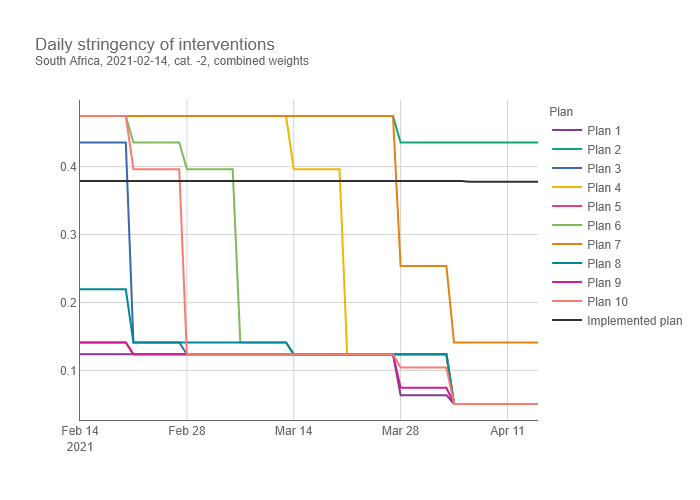 Daily stringency of interventions
South Africa, 2021-02-14, cat. -2, combined weights
Plan
Plan 1
Plan 2
Plan 3
Plan 4
Plan 5
Plan 6
Plan 7
Plan 8
Plan 9
Plan 10
Implemented plan
0.4
0.3
0.2
0.1
Feb 14 Feb 28 Mar 14 Mar 28 Apr 11
2021